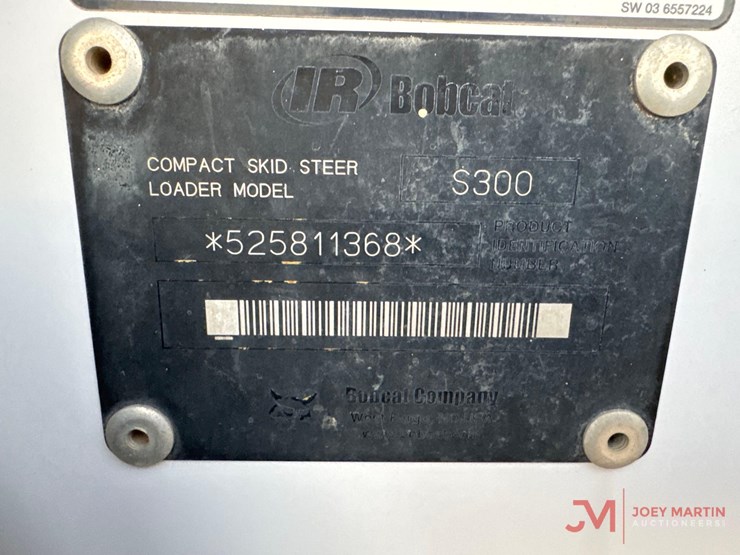 SW 03 6557224
IR Bobcat
COMPACT SKID STEER
LOADER MODEL
S300
*525811368*
PRODUCT
IDENTIFICATION
NUMBER
Bobcat Company
JM JOEY MARTIN
AUCTIONEERS!